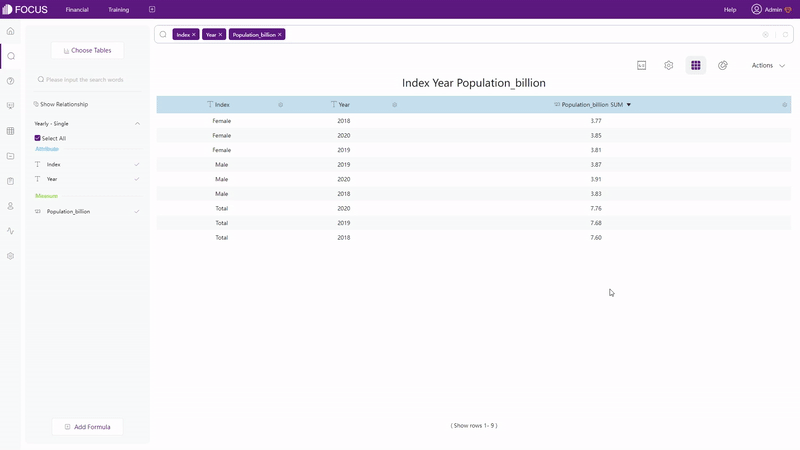 FOCUS Financial Training Help Admin
Index × Year × Population_billion ×
Choose Tables
Please input the search words
Show Relationship
Yearly - Single
Select All
Attribute
Index
Year
Measure
Population_billion
Add Formula
Actions
Index Year Population_billion
Index Year Population_billion SUM
Female 2018 3.77
Female 2020 3.85
Female 2019 3.81
Male 2019 3.87
Male 2020 3.91
Male 2018 3.83
Total 2020 7.76
Total 2019 7.68
Total 2018 7.60
( Show rows 1- 9 )